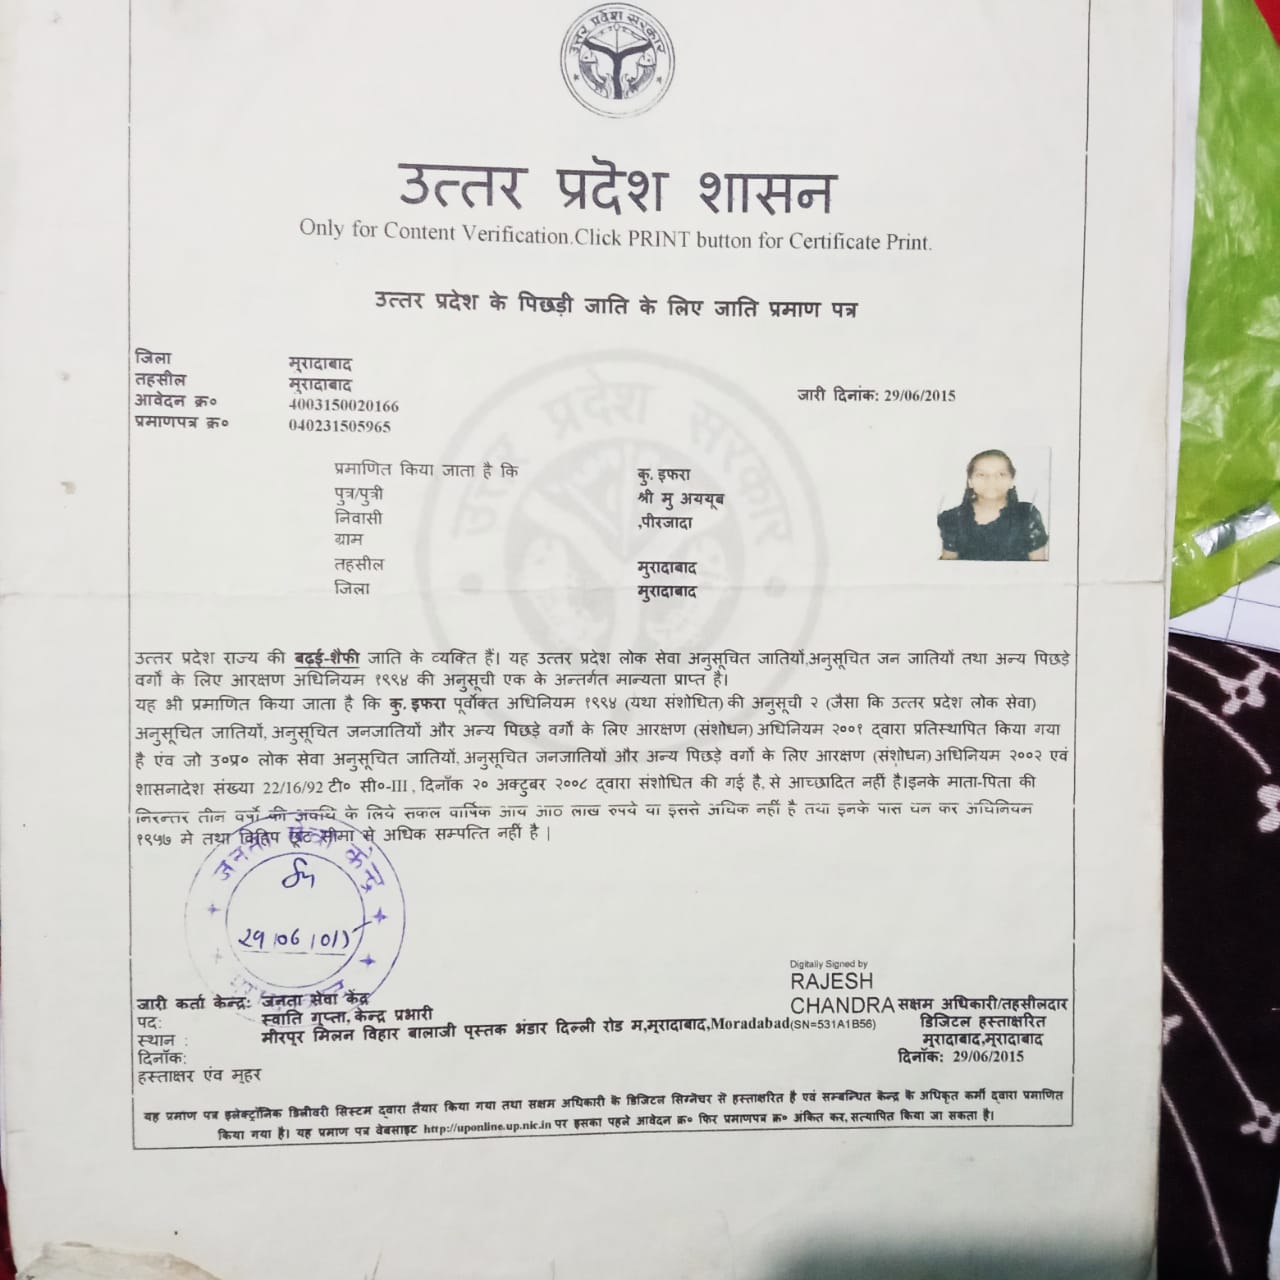 उत्तर प्रदेश सरकार
उत्तर प्रदेश शासन
Only for Content Verification.Click PRINT button for Certificate Print.
उत्तर प्रदेश के पिछड़ी जाति के लिए जाति प्रमाण पत्र
जिला मूरादाबाद
तहसील मूरादाबाद
आवेदन क्र० 4003150020166
जारी दिनांक: 29/06/2015
प्रमाणपत्र क्र० 040231505965
प्रमाणित किया जाता है कि कु. इफरा
पुत्र/पुत्री श्री मु अययूब
निवासी ,पीरजादा
ग्राम
तहसील मुरादाबाद
जिला मुरादाबाद
उत्तर प्रदेश सरकार
उत्तर प्रदेश राज्य की बढ़ई-शैफी जाति के व्यक्ति हैं। यह उत्तर प्रदेश लोक सेवा अनुसूचित जातियों,अनुसूचित जन जातियों तथा अन्य पिछड़े
वर्गो के लिए आरक्षण अधिनियम १९९४ की अनुसूची एक के अन्तर्गत मान्यता प्राप्त है।
यह भी प्रमाणित किया जाता है कि कु. इफरा पूर्वोक्त अधिनियम १९९४ (यथा संशोधित) की अनुसूची २ (जैसा कि उत्तर प्रदेश लोक सेवा)
अनुसूचित जातियों, अनुसूचित जनजातियों और अन्य पिछड़े वर्गो के लिए आरक्षण (संशोधन) अधिनियम २००१ द्वारा प्रतिस्थापित किया गया
है एंव जो उ०प्र० लोक सेवा अनुसूचित जातियों, अनुसूचित जनजातियों और अन्य पिछड़े वर्गो के लिए आरक्षण (संशोधन) अधिनियम २००२ एवं
शासनादेश संख्या 22/16/92 टी० सी०-III , दिनाँक २० अक्टुबर २००८ द्वारा संशोधित की गई है, से आच्छादित नहीं है।इनके माता-पिता की
निरन्तर तीन वर्षो की अवधि के लिये सकल वार्षिक आय आठ लाख रुपये या इससे अधिक नहीं है तथा इनके पास धन कर अधिनियम
१९५७ मे तथा विहिप छूट सीमा से अधिक सम्पत्ति नहीं है |
जनता सेवा केन्द्र
29/06/015
Digitally Signed by
RAJESH
CHANDRA
(SN=531A1B56)
सक्षम अधिकारी/तहसीलदार
डिजिटल हस्ताक्षरित
मूरादाबाद,मूरादाबाद
दिनाँक: 29/06/2015
जारी कर्ता केन्द्र: जनता सेवा केंद्र
पद: स्वाति गुप्ता, केन्द्र प्रभारी
स्थान : मीरपुर मिलन विहार बालाजी पुस्तक भंडार दिल्ली रोड म,मूरादाबाद,Moradabad
दिनाँक:
हस्ताक्षर एंव मूहर
यह प्रमाण पत्र इलेक्ट्रॉनिक डिलीवरी सिस्टम द्वारा तैयार किया गया तथा सक्षम अधिकारी के डिजिटल सिग्नेचर से हस्ताक्षरित है एवं सम्बन्धित केन्द्र के अधिकृत कर्मी द्वारा प्रमाणित
किया गया है। यह प्रमाण पत्र वेबसाइट http://uponline.up.nic.in पर इसका पहले आवेदन क्र० फिर प्रमाणपत्र क्र० अंकित कर, सत्यापित किया जा सकता है।